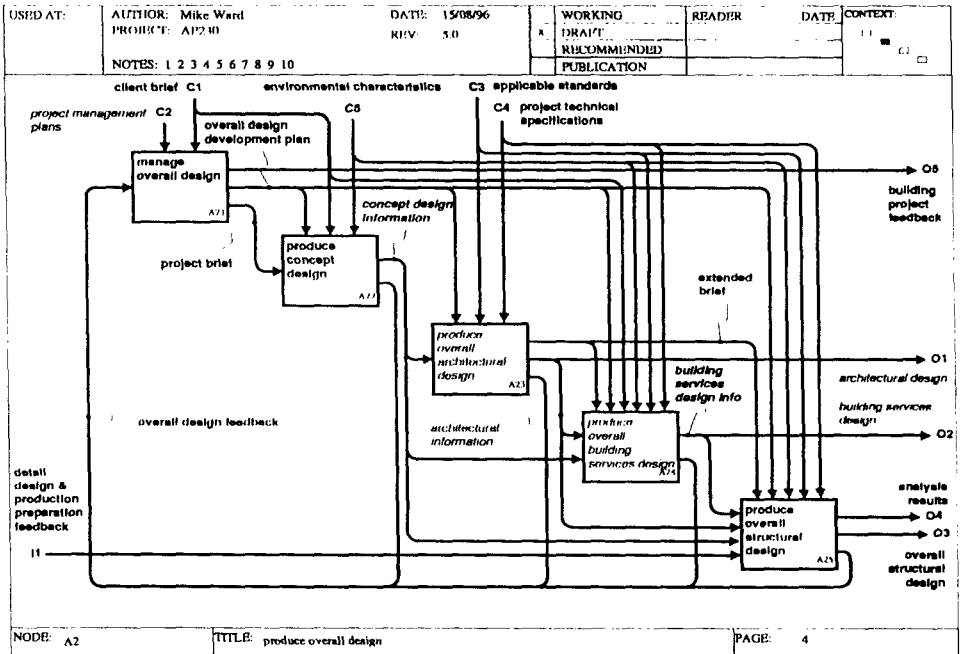 USED AT:
AUTHOR: Mike Ward
PROJECT: AP230
NOTES: 1 2 3 4 5 6 7 8 9 10
DATE: 15/08/96
REV: 5.0
WORKING
x DRAFT
RECOMMENDED
PUBLICATION
READER DATE
CONTEXT:
client brief C1
environmental characteristics
C3 applicable standards
project management
plans
C2
overall design
development plan
C5
C4 project technical
specifications
manage
overall design
A21
O5
building
project
feedback
concept design
information
project brief
produce
concept
design
A22
extended
brief
produce
overall
architectural
design
A23
O1
architectural design
building
services
design info
building services
design
O2
overall design feedback
architectural
information
produce
overall
building
services design
A24
detail
design &
production
preparation
feedback
I1
produce
overall
structural
design
A25
analysis
results
O4
O3
overall
structural
design
NODE: A2
TITLE: produce overall design
PAGE: 4